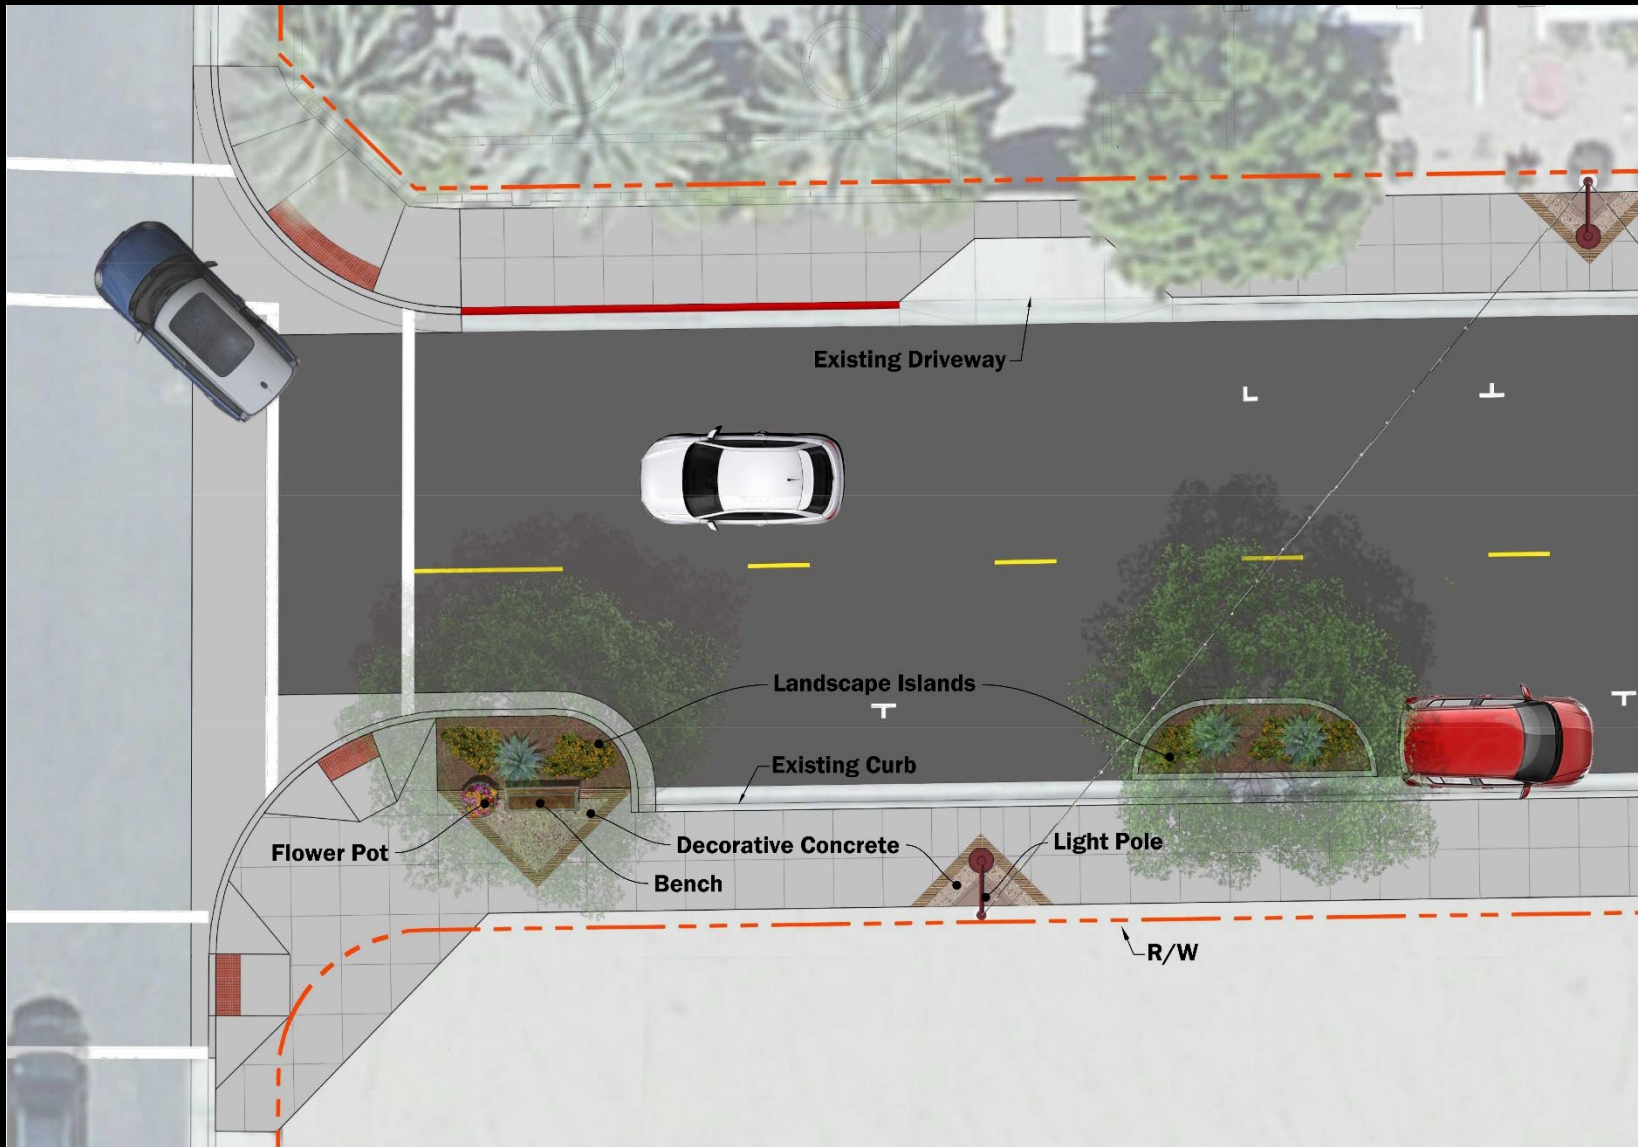 Existing Driveway
Landscape Islands
Existing Curb
Flower Pot
Decorative Concrete
Light Pole
Bench
R/W